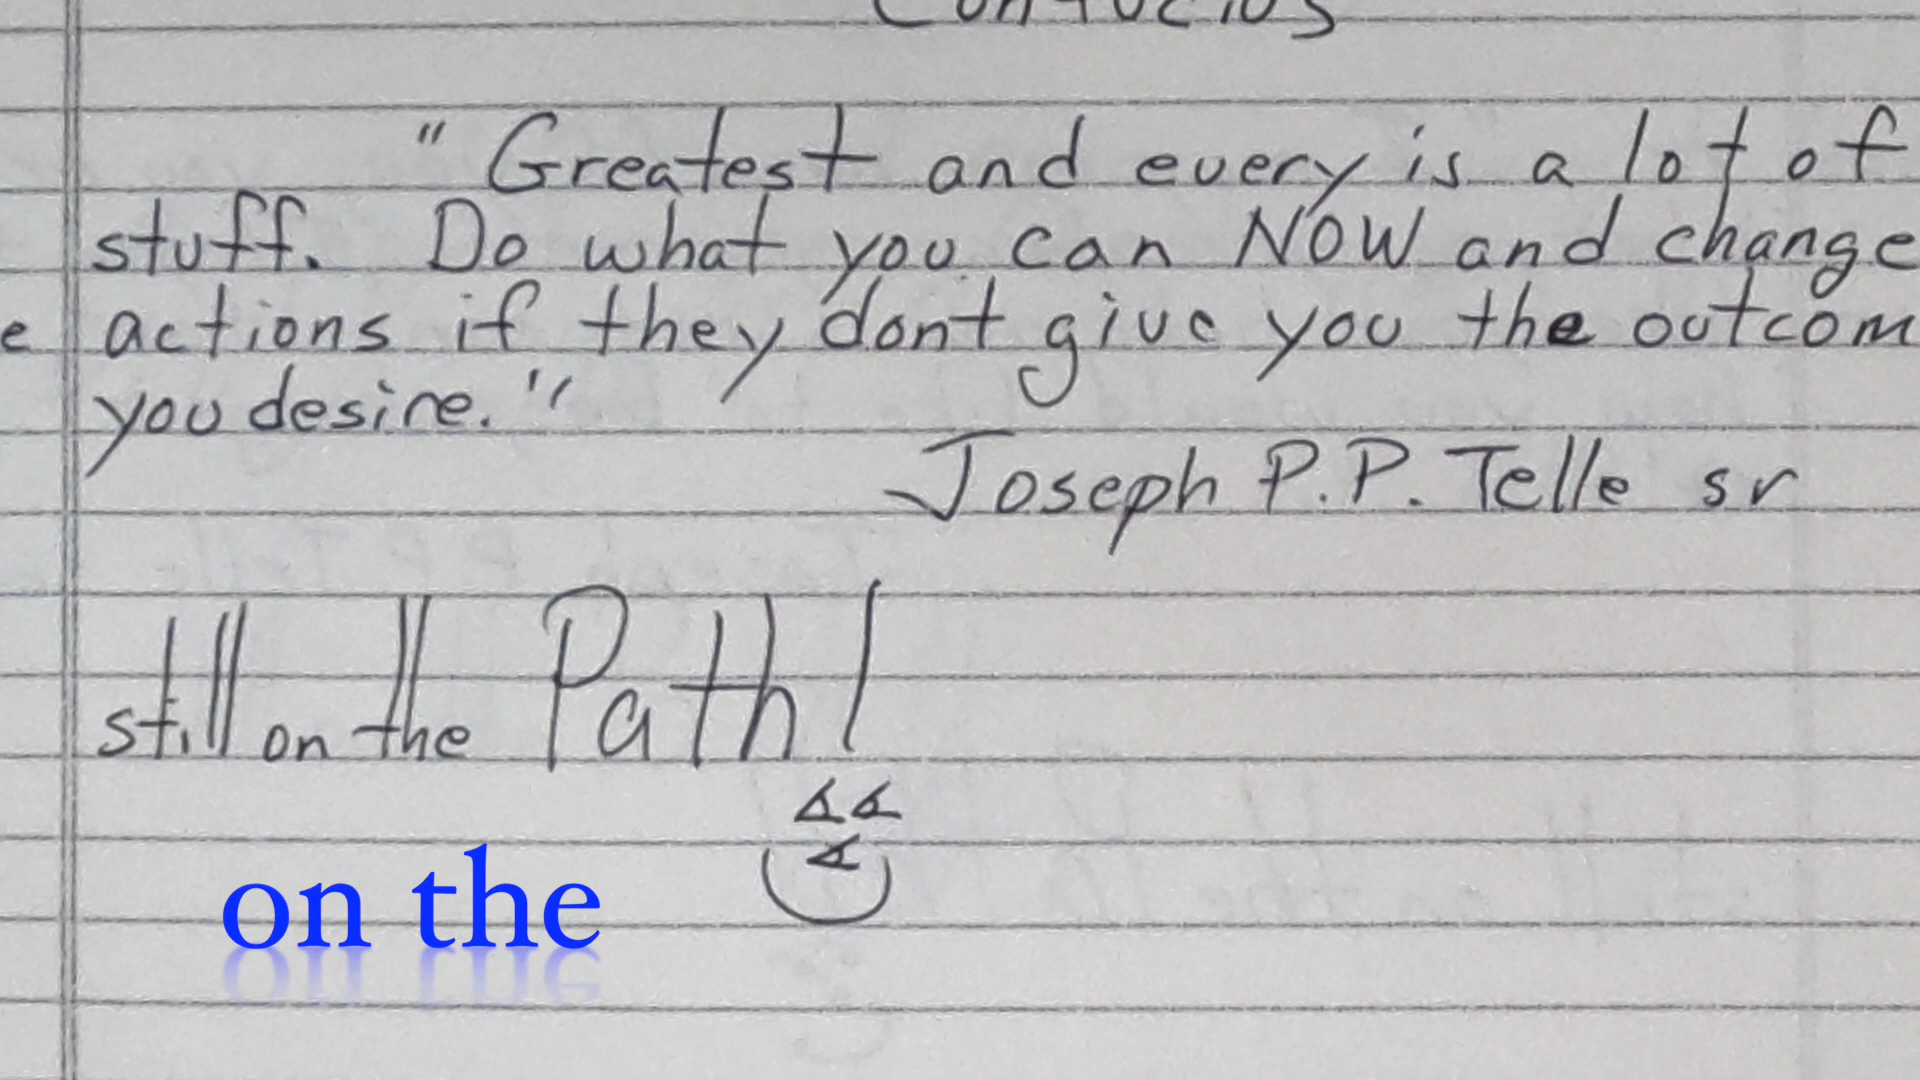 Confucius
"Greatest and every is a lot of
stuff. Do what you can NOW and change
e actions if they dont give you the outcom
you desire."
Joseph P.P. Telle sr
still on the Path!
on the